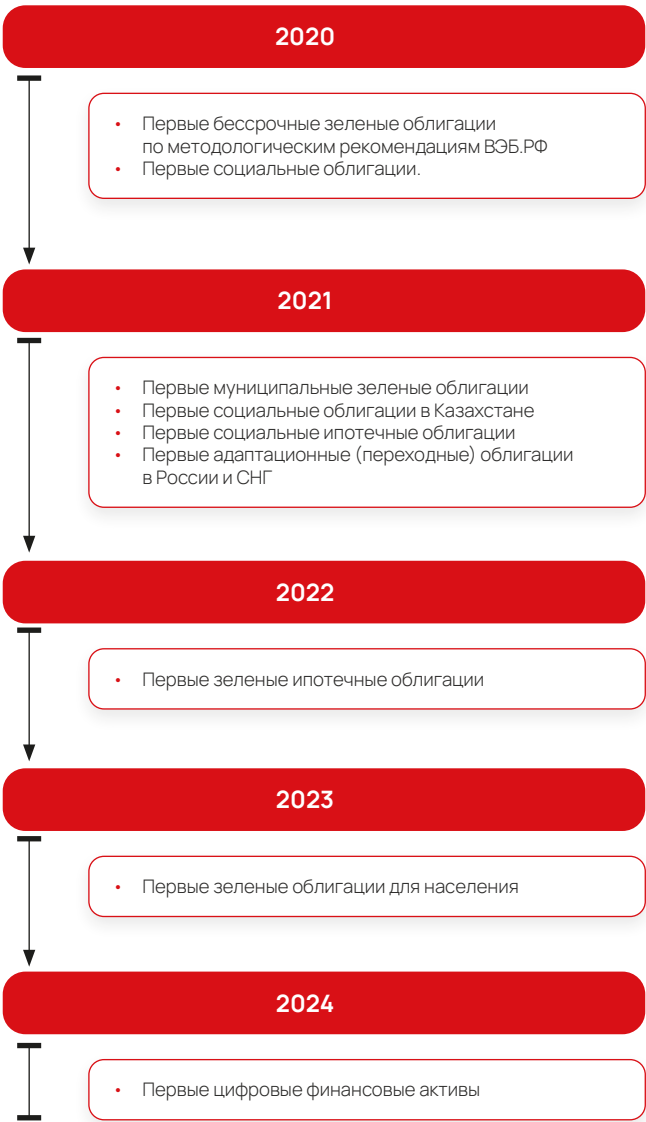 2020
• Первые бессрочные зеленые облигации
по методологическим рекомендациям ВЭБ.РФ
• Первые социальные облигации.
2021
• Первые муниципальные зеленые облигации
• Первые социальные облигации в Казахстане
• Первые социальные ипотечные облигации
• Первые адаптационные (переходные) облигации
в России и СНГ
2022
• Первые зеленые ипотечные облигации
2023
• Первые зеленые облигации для населения
2024
• Первые цифровые финансовые активы